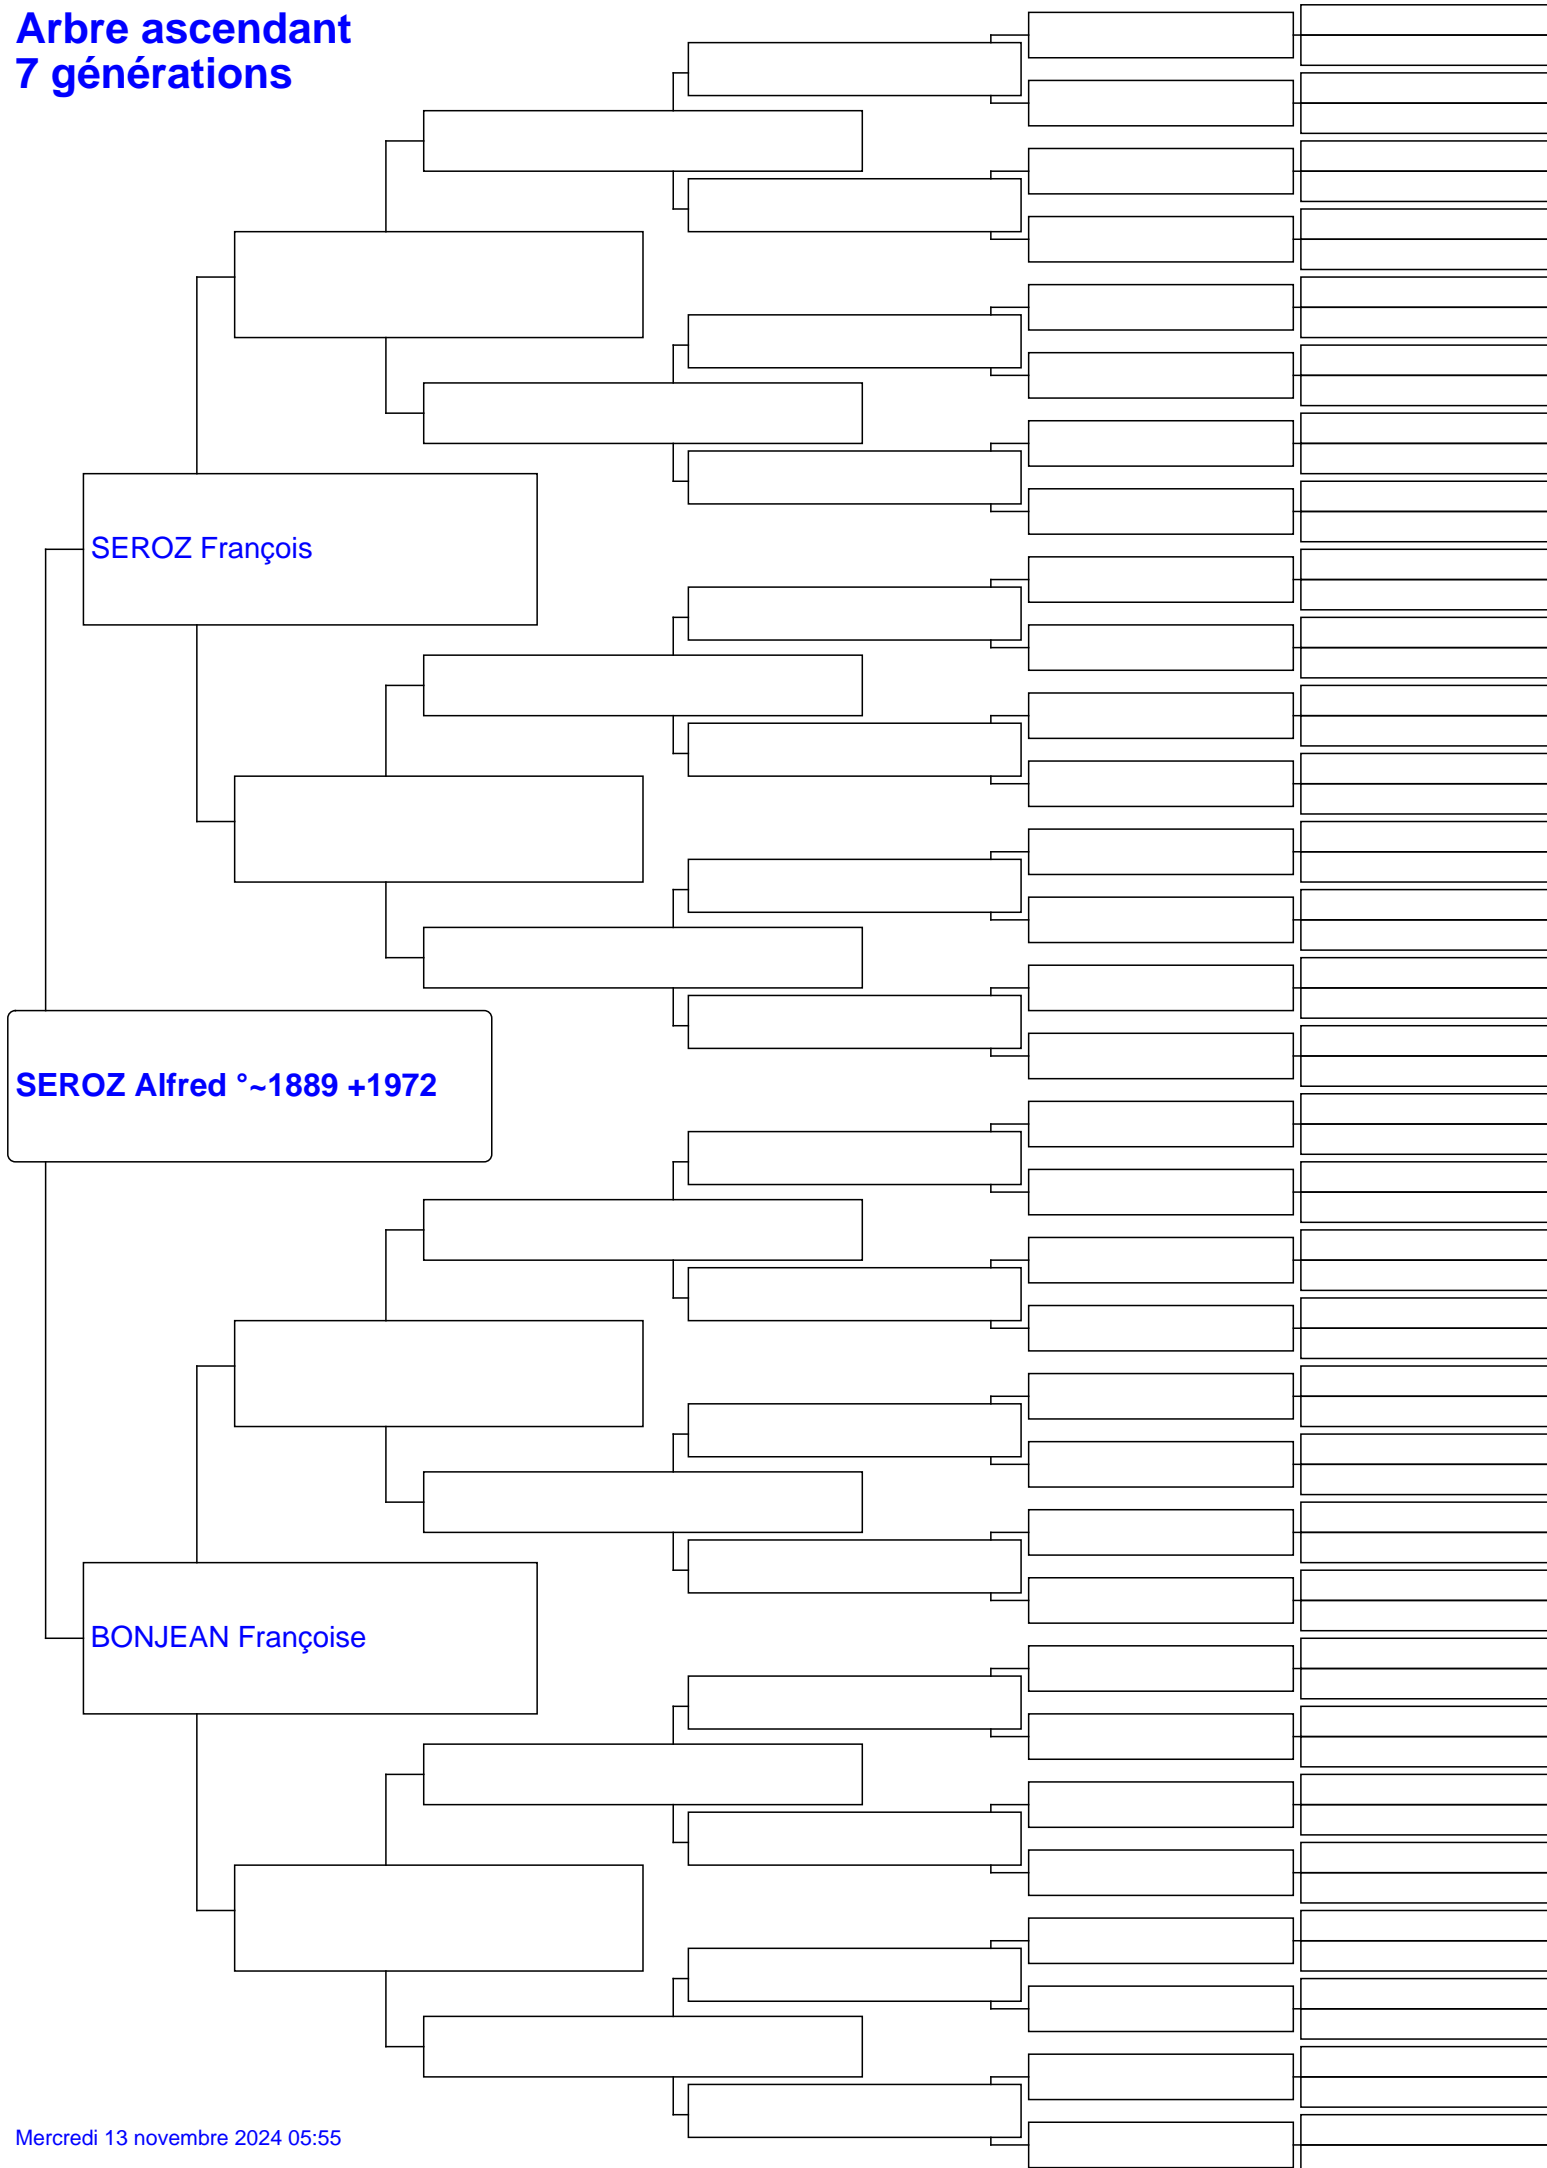 Arbre ascendant
7 générations
SEROZ François
SEROZ Alfred °~1889 +1972
BONJEAN Françoise
Mercredi 13 novembre 2024 05:55